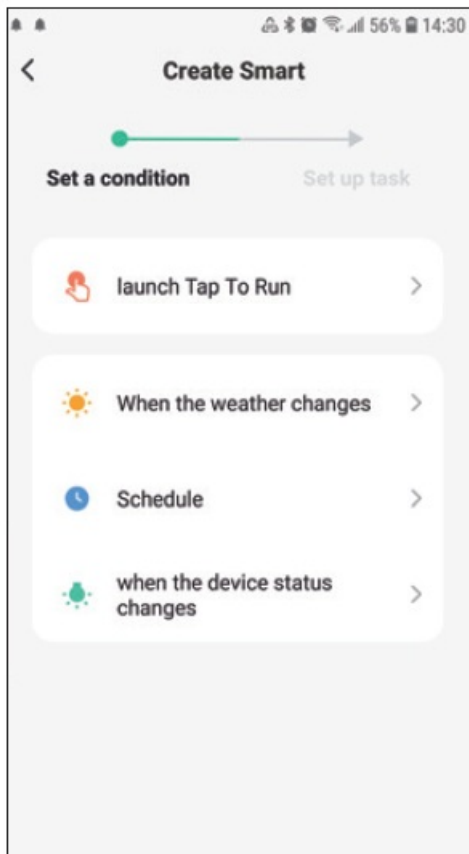 56% 14:30
Create Smart
Set a condition Set up task
launch Tap To Run
When the weather changes
Schedule
when the device status
changes